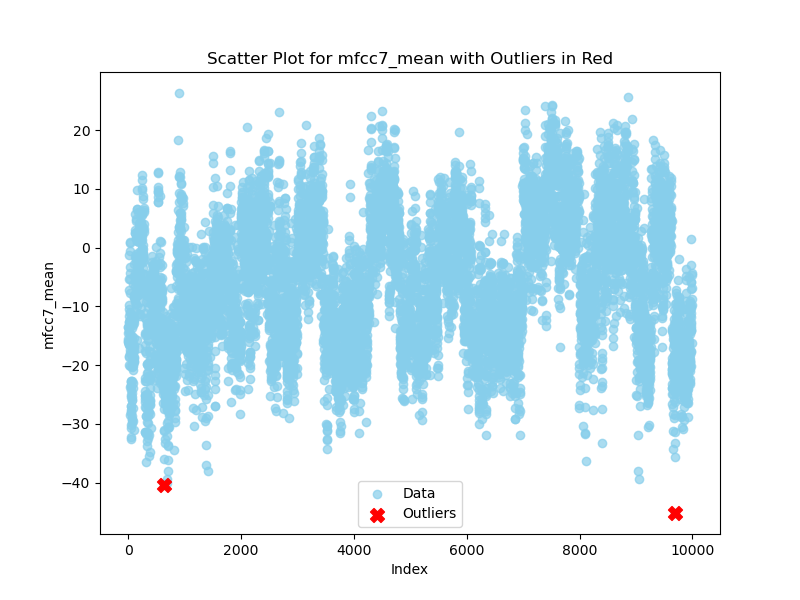 Scatter Plot for mfcc7_mean with Outliers in Red
mfcc7_mean
20
10
0
−10
−20
−30
−40
0
2000
4000
6000
8000
10000
Index
Data
Outliers